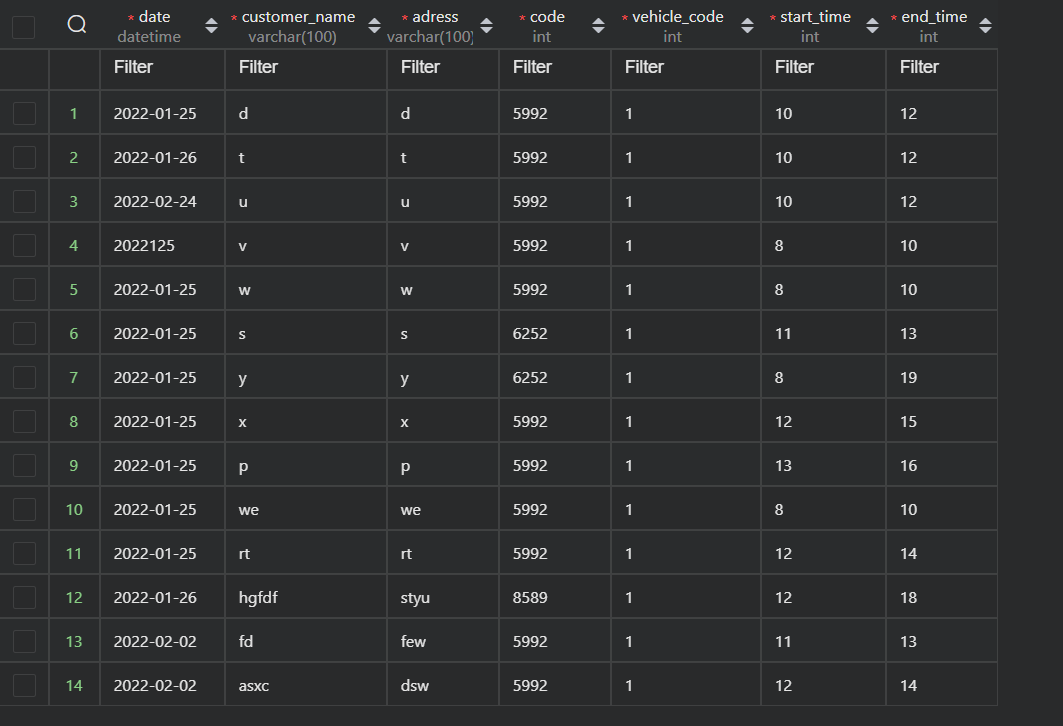 * date * customer_name * adress * code * vehicle_code * start_time * end_time
datetime varchar(100) varchar(100) int int int int
Filter Filter Filter Filter Filter Filter Filter
1 2022-01-25 d d 5992 1 10 12
2 2022-01-26 t t 5992 1 10 12
3 2022-02-24 u u 5992 1 10 12
4 2022125 v v 5992 1 8 10
5 2022-01-25 w w 5992 1 8 10
6 2022-01-25 s s 6252 1 11 13
7 2022-01-25 y y 6252 1 8 19
8 2022-01-25 x x 5992 1 12 15
9 2022-01-25 p p 5992 1 13 16
10 2022-01-25 we we 5992 1 8 10
11 2022-01-25 rt rt 5992 1 12 14
12 2022-01-26 hgfdf styu 8589 1 12 18
13 2022-02-02 fd few 5992 1 11 13
14 2022-02-02 asxc dsw 5992 1 12 14